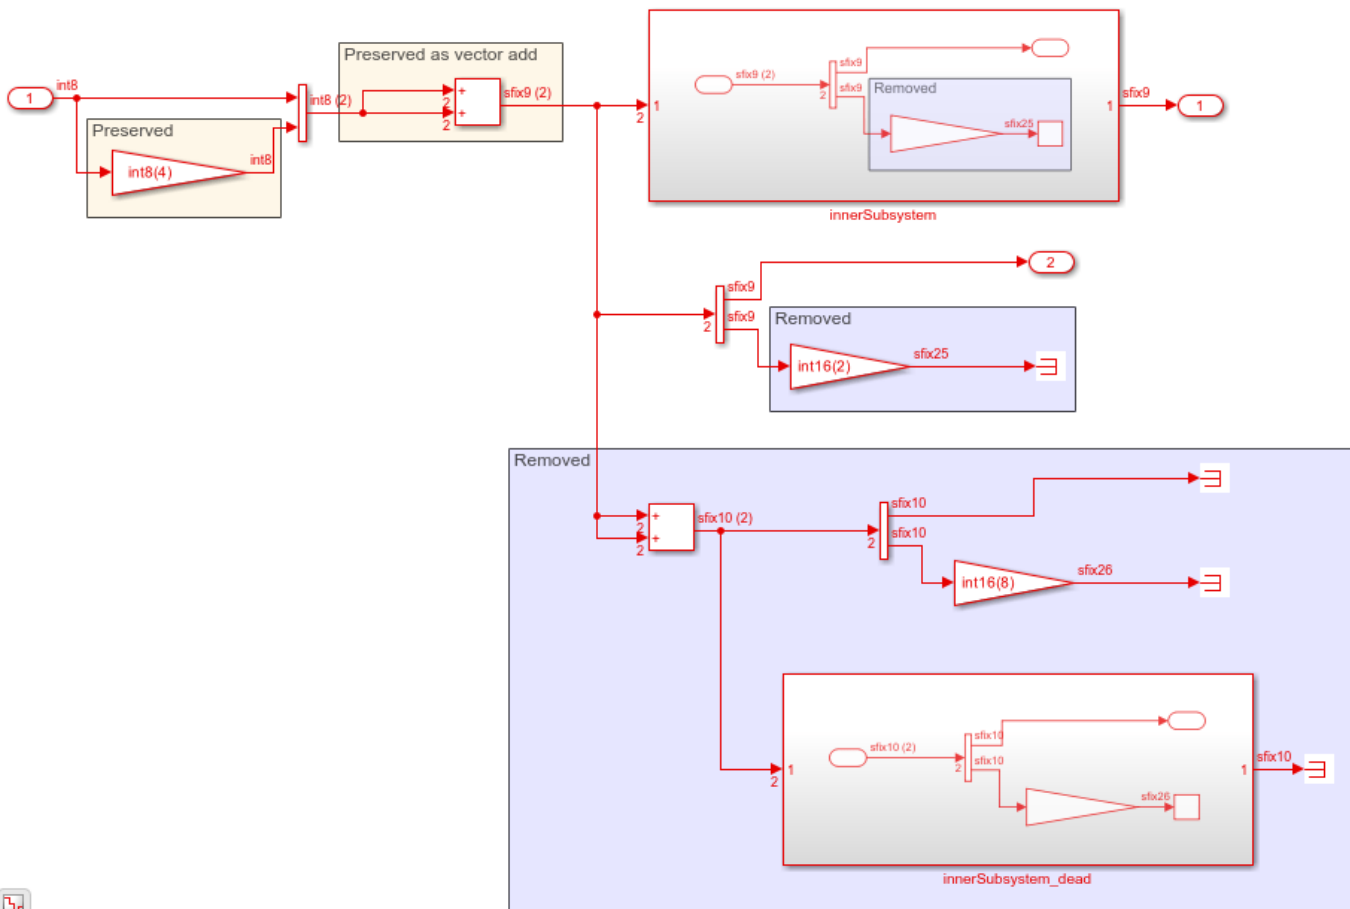 Preserved as vector add
int8
1
int8 (2)
+
2
+
2
sfix9 (2)
Preserved
int8(4)
int8
1
2
sfix9 (2)
2
sfix9
sfix9
Removed
sfix25
1
sfix9
1
innerSubsystem
2
sfix9
sfix9
2
Removed
int16(2)
sfix25
Removed
+
2
+
2
sfix10 (2)
2
sfix10
sfix10
int16(8)
sfix26
1
2
sfix10 (2)
2
sfix10
sfix10
sfix26
1
sfix10
innerSubsystem_dead